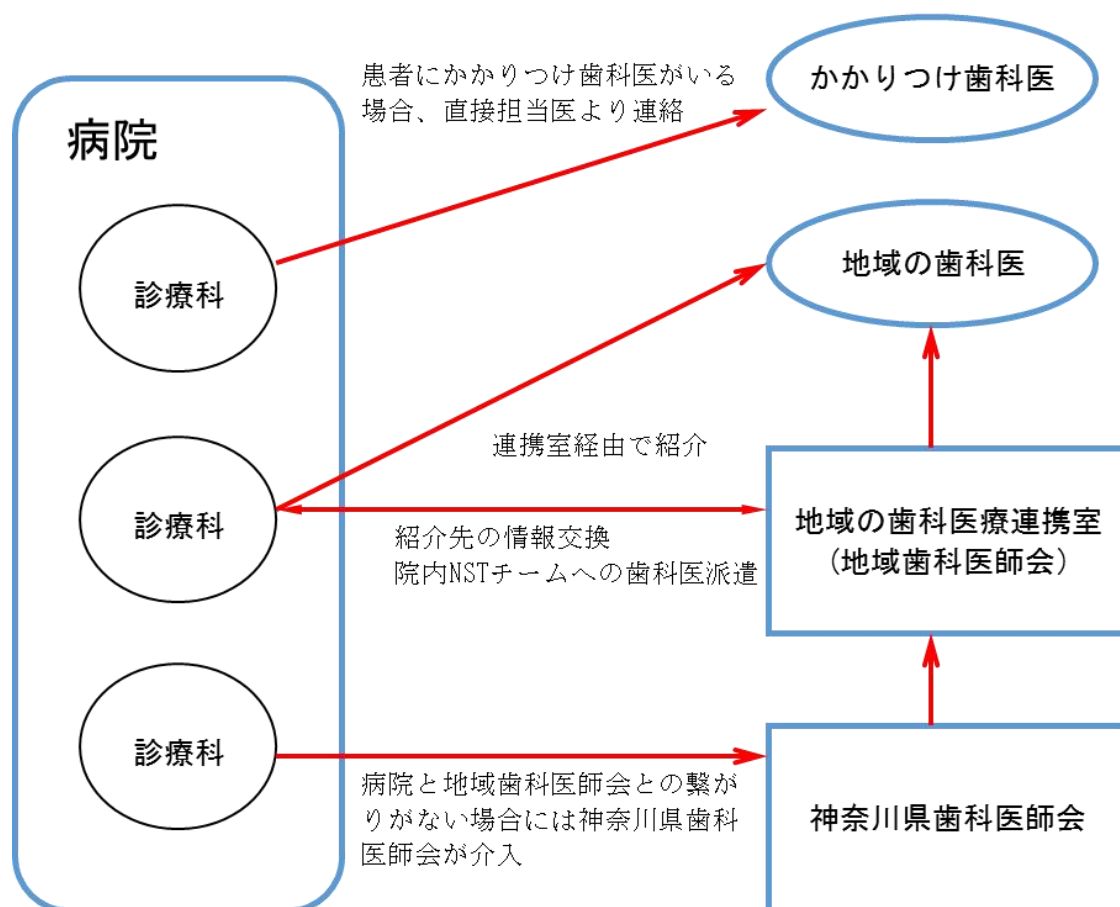 患者にかかりつけ歯科医がいる
場合、直接担当医より連絡
かかりつけ歯科医
病院
診療科
地域の歯科医
連携室経由で紹介
診療科
紹介先の情報交換
院内NSTチームへの歯科医派遣
地域の歯科医療連携室
（地域歯科医師会）
診療科
病院と地域歯科医師会との繋が
りがない場合には神奈川県歯科
医師会が介入
神奈川県歯科医師会